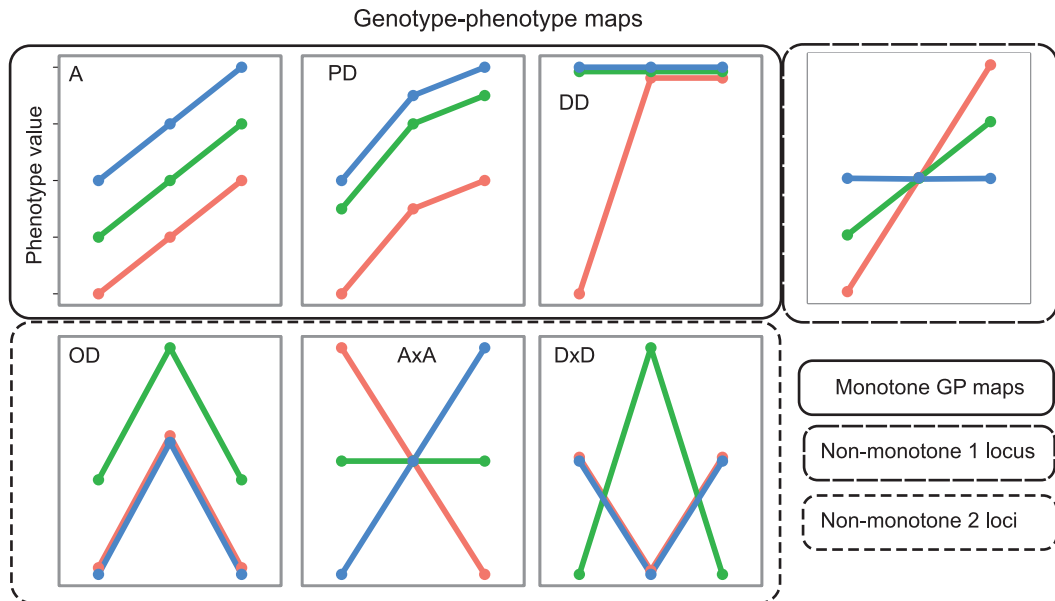 Genotype-phenotype maps
A
PD
DD
Phenotype value
OD
AxA
DxD
Monotone GP maps
Non-monotone 1 locus
Non-monotone 2 loci